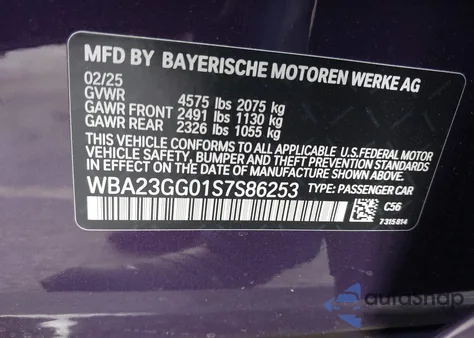 MFD BY BAYERISCHE MOTOREN WERKE AG
02/25
GVWR 4575 lbs 2075 kg
GAWR FRONT 2491 lbs 1130 kg
GAWR REAR 2326 lbs 1055 kg
THIS VEHICLE CONFORMS TO ALL APPLICABLE U.S.FEDERAL MOTOR
VEHICLE SAFETY, BUMPER AND THEFT PREVENTION STANDARDS
IN EFFECT ON THE DATE OF MANUFACTURE SHOWN ABOVE.
WBA23GG01S7S86253 TYPE: PASSENGER CAR
C56
7315814
autosnap